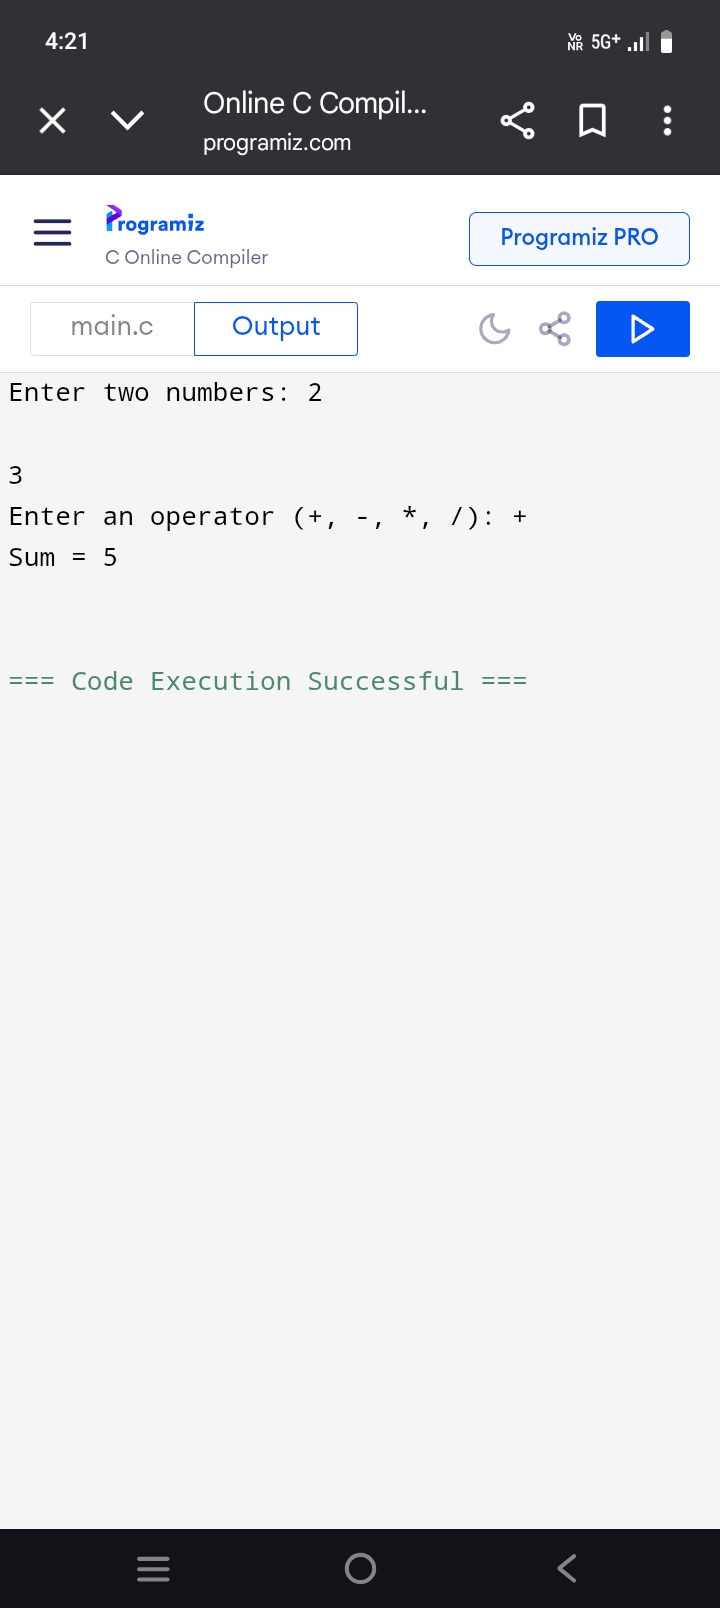 4:21
Vo NR 5G+
Online C Compil...
programiz.com
Programiz
C Online Compiler
Programiz PRO
main.c
Output
Enter two numbers: 2
3
Enter an operator (+, -, *, /): +
Sum = 5
=== Code Execution Successful ===